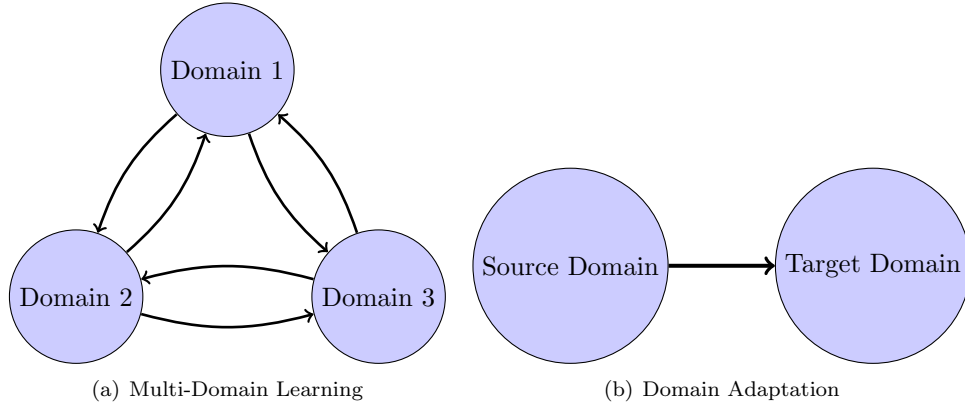 Domain 1
Domain 2
Domain 3
(a) Multi-Domain Learning
Source Domain
Target Domain
(b) Domain Adaptation